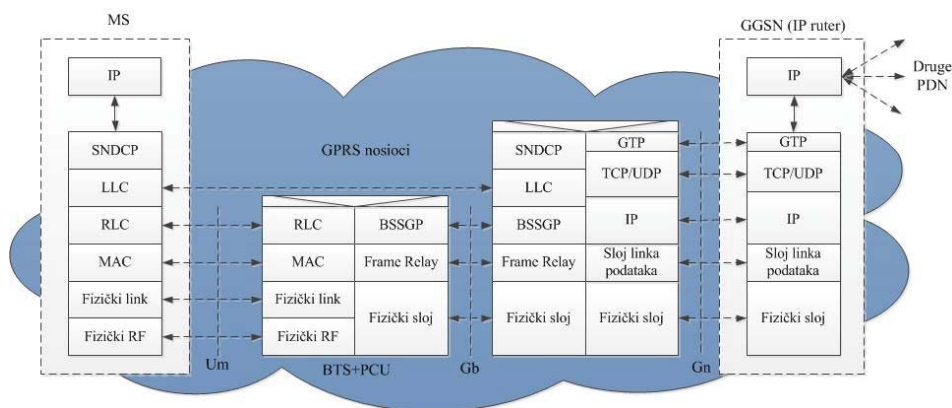 MS
GGSN (IP ruter)
IP
IP
Druge
PDN
GPRS nosioci
SNDCP
LLC
RLC
MAC
Fizički link
Fizički RF
Um
RLC
MAC
Fizički link
Fizički RF
BSSGP
Frame Relay
Fizički sloj
BTS+PCU
Gb
SNDCP
LLC
BSSGP
Frame Relay
Fizički sloj
GTP
TCP/UDP
IP
Sloj linka
podataka
Fizički sloj
Gn
GTP
TCP/UDP
IP
Sloj linka
podataka
Fizički sloj